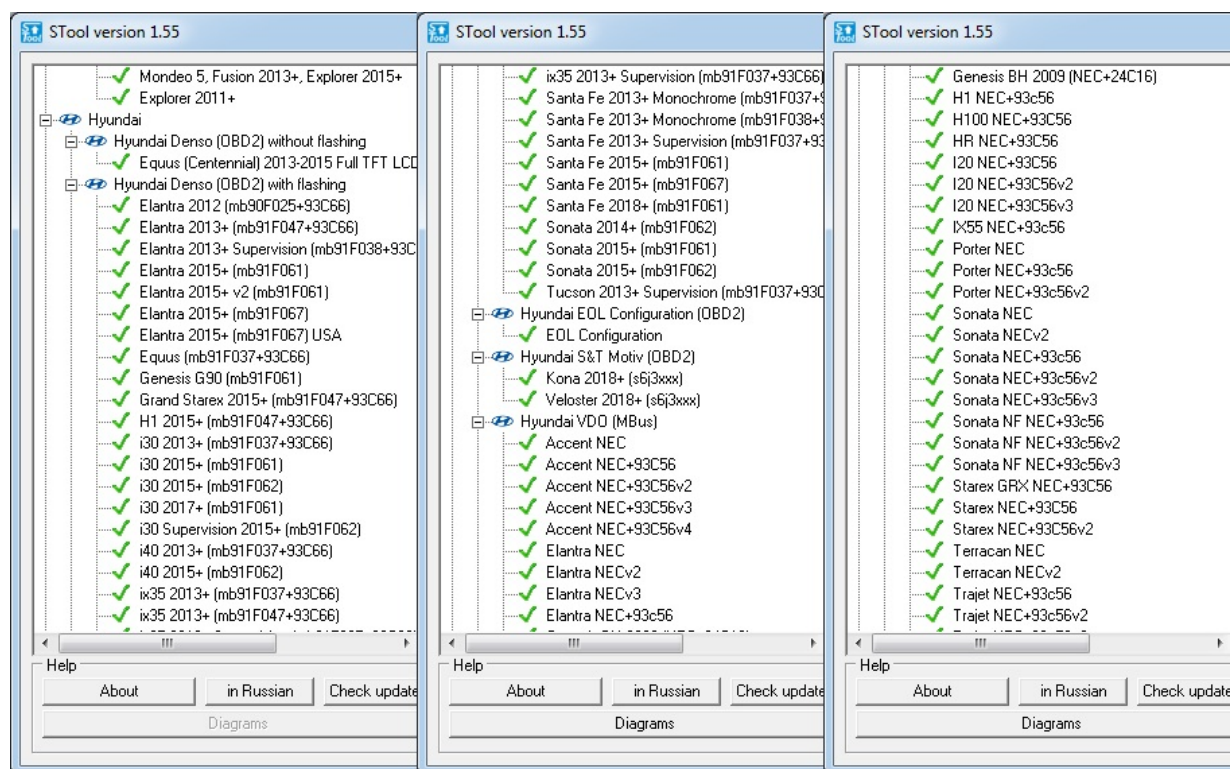 STool version 1.55
Mondeo 5, Fusion 2013+, Explorer 2015+
Explorer 2011+
Hyundai
Hyundai Denso (OBD2) without flashing
Equus (Centennial) 2013-2015 Full TFT LCD
Hyundai Denso (OBD2) with flashing
Elantra 2012 (mb90F025+93C66)
Elantra 2013+ (mb91F047+93C66)
Elantra 2013+ Supervision (mb91F038+93C
Elantra 2015+ (mb91F061)
Elantra 2015+ v2 (mb91F061)
Elantra 2015+ (mb91F067)
Elantra 2015+ (mb91F067) USA
Equus (mb91F037+93C66)
Genesis G90 (mb91F061)
Grand Starex 2015+ (mb91F047+93C66)
H1 2015+ (mb91F047+93C66)
i30 2013+ (mb91F037+93C66)
i30 2015+ (mb91F061)
i30 2015+ (mb91F062)
i30 2017+ (mb91F061)
i30 Supervision 2015+ (mb91F062)
i40 2013+ (mb91F037+93C66)
i40 2015+ (mb91F062)
ix35 2013+ (mb91F037+93C66)
ix35 2013+ (mb91F047+93C66)
Help
About
in Russian
Check update
Diagrams
STool version 1.55
ix35 2013+ Supervision (mb91F037+93C66)
Santa Fe 2013+ Monochrome (mb91F037+9
Santa Fe 2013+ Monochrome (mb91F038+9
Santa Fe 2013+ Supervision (mb91F037+93
Santa Fe 2015+ (mb91F061)
Santa Fe 2015+ (mb91F067)
Santa Fe 2018+ (mb91F061)
Sonata 2014+ (mb91F062)
Sonata 2015+ (mb91F061)
Sonata 2015+ (mb91F062)
Tucson 2013+ Supervision (mb91F037+93C
Hyundai EOL Configuration (OBD2)
EOL Configuration
Hyundai S&T Motiv (OBD2)
Kona 2018+ (s6j3xxx)
Veloster 2018+ (s6j3xxx)
Hyundai VDO (MBus)
Accent NEC
Accent NEC+93C56
Accent NEC+93C56v2
Accent NEC+93C56v3
Accent NEC+93C56v4
Elantra NEC
Elantra NECv2
Elantra NECv3
Elantra NEC+93c56
Help
About
in Russian
Check update
Diagrams
STool version 1.55
Genesis BH 2009 (NEC+24C16)
H1 NEC+93c56
H100 NEC+93C56
HR NEC+93C56
I20 NEC+93C56
I20 NEC+93C56v2
I20 NEC+93C56v3
IX55 NEC+93c56
Porter NEC
Porter NEC+93c56
Porter NEC+93C56v2
Sonata NEC
Sonata NECv2
Sonata NEC+93c56
Sonata NEC+93c56v2
Sonata NEC+93c56v3
Sonata NF NEC+93c56
Sonata NF NEC+93c56v2
Sonata NF NEC+93c56v3
Starex GRX NEC+93C56
Starex NEC+93C56
Starex NEC+93C56v2
Terracan NEC
Terracan NECv2
Trajet NEC+93c56
Trajet NEC+93c56v2
Help
About
in Russian
Check update
Diagrams